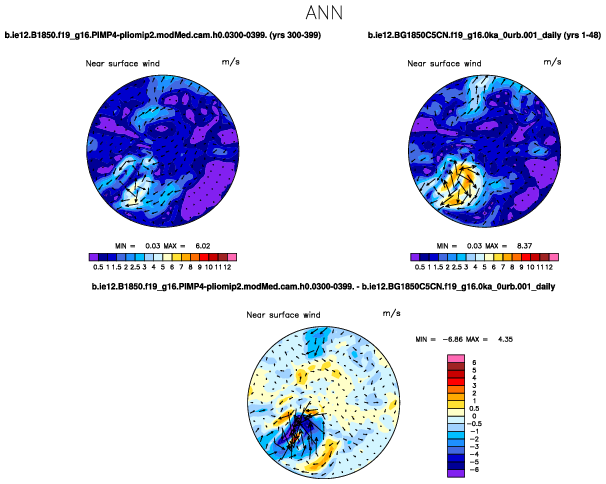 ANN
b.ie12.B1850.f19_g16.PIMP4-pliomip2.modMed.cam.h0.0300-0399. (yrs 300-399)
b.ie12.BG1850C5CN.f19_g16.0ka_0urb.001_daily (yrs 1-48)
Near surface wind m/s
Near surface wind m/s
MIN = 0.03 MAX = 6.02
MIN = 0.03 MAX = 8.37
0.5 1 1.5 2 2.5 3 4 5 6 7 8 9 10 11 12
0.5 1 1.5 2 2.5 3 4 5 6 7 8 9 10 11 12
b.ie12.B1850.f19_g16.PIMP4-pliomip2.modMed.cam.h0.0300-0399. - b.ie12.BG1850C5CN.f19_g16.0ka_0urb.001_daily
Near surface wind m/s
MIN = -6.86 MAX = 4.35
6
5
4
3
2
1
0.5
0
-0.5
-1
-2
-3
-4
-5
-6